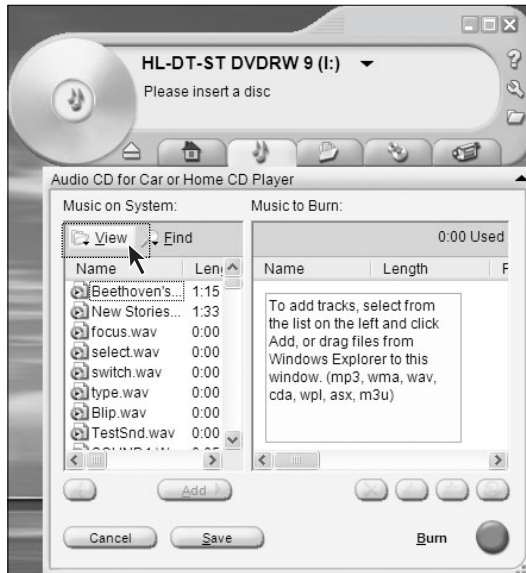 HL-DT-ST DVDRW 9 (I:)
Please insert a disc
Audio CD for Car or Home CD Player
Music on System:
Music to Burn:
View
Find
0:00 Used
Name
Name
Length
Beethoven's... 1:15
New Stories... 1:33
focus.wav 0:00
select.wav 0:00
switch.wav 0:00
type.wav 0:00
Blip.wav 0:00
TestSnd.wav 0:00
To add tracks, select from
the list on the left and click
Add, or drag files from
Windows Explorer to this
window. (mp3, wma, wav,
cda, wpl, asx, m3u)
Add
Cancel
Save
Burn